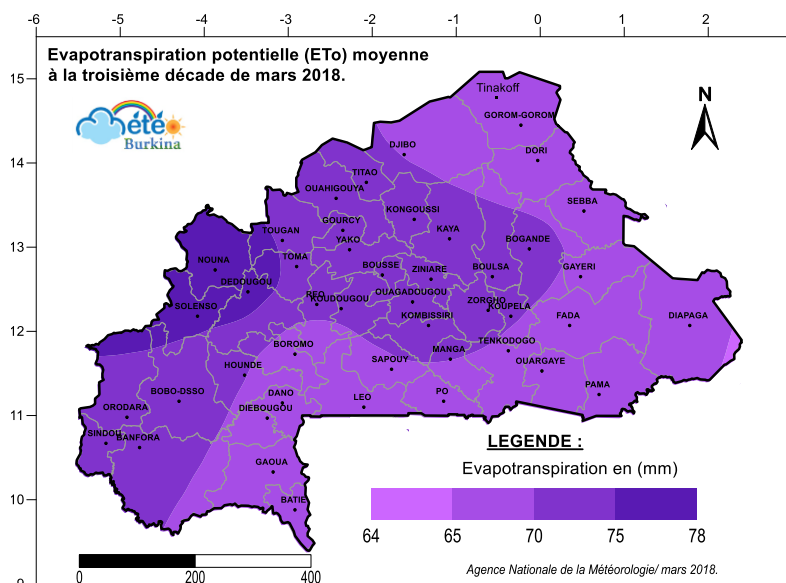 -6 -5 -4 -3 -2 -1 0 1 2
Evapotranspiration potentielle (ETo) moyenne
à la troisième décade de mars 2018.
15
14
13
12
11
10
9
été
Burkina
N
Tinakoff
GOROM-GOROM
DORI
DJIBO
TITAO
OUAHIGOUYA
SEBBA
KONGOUSSI
GOURCY
TOUGAN
KAYA
YAKO
BOGANDE
TOMA
NOUNA
BOUSSE
ZINIARE
BOULSA
GAYERI
DEDOUGOU
REO
KOUDOUGOU
OUAGADOUGOU
ZORGHO
KOUPELA
SOLENSO
KOMBISSIRI
FADA
DIAPAGA
BOROMO
MANGA
TENKODOGO
SAPOUY
OUARGAYE
HOUNDE
BOBO-DSSO
DANO
LEO
PO
PAMA
ORODARA
DIEBOUGOU
SINDOU
BANFORA
GAOUA
BATIE
LEGENDE :
Evapotranspiration en (mm)
64 65 70 75 78
0 200 400
Agence Nationale de la Météorologie/ mars 2018.